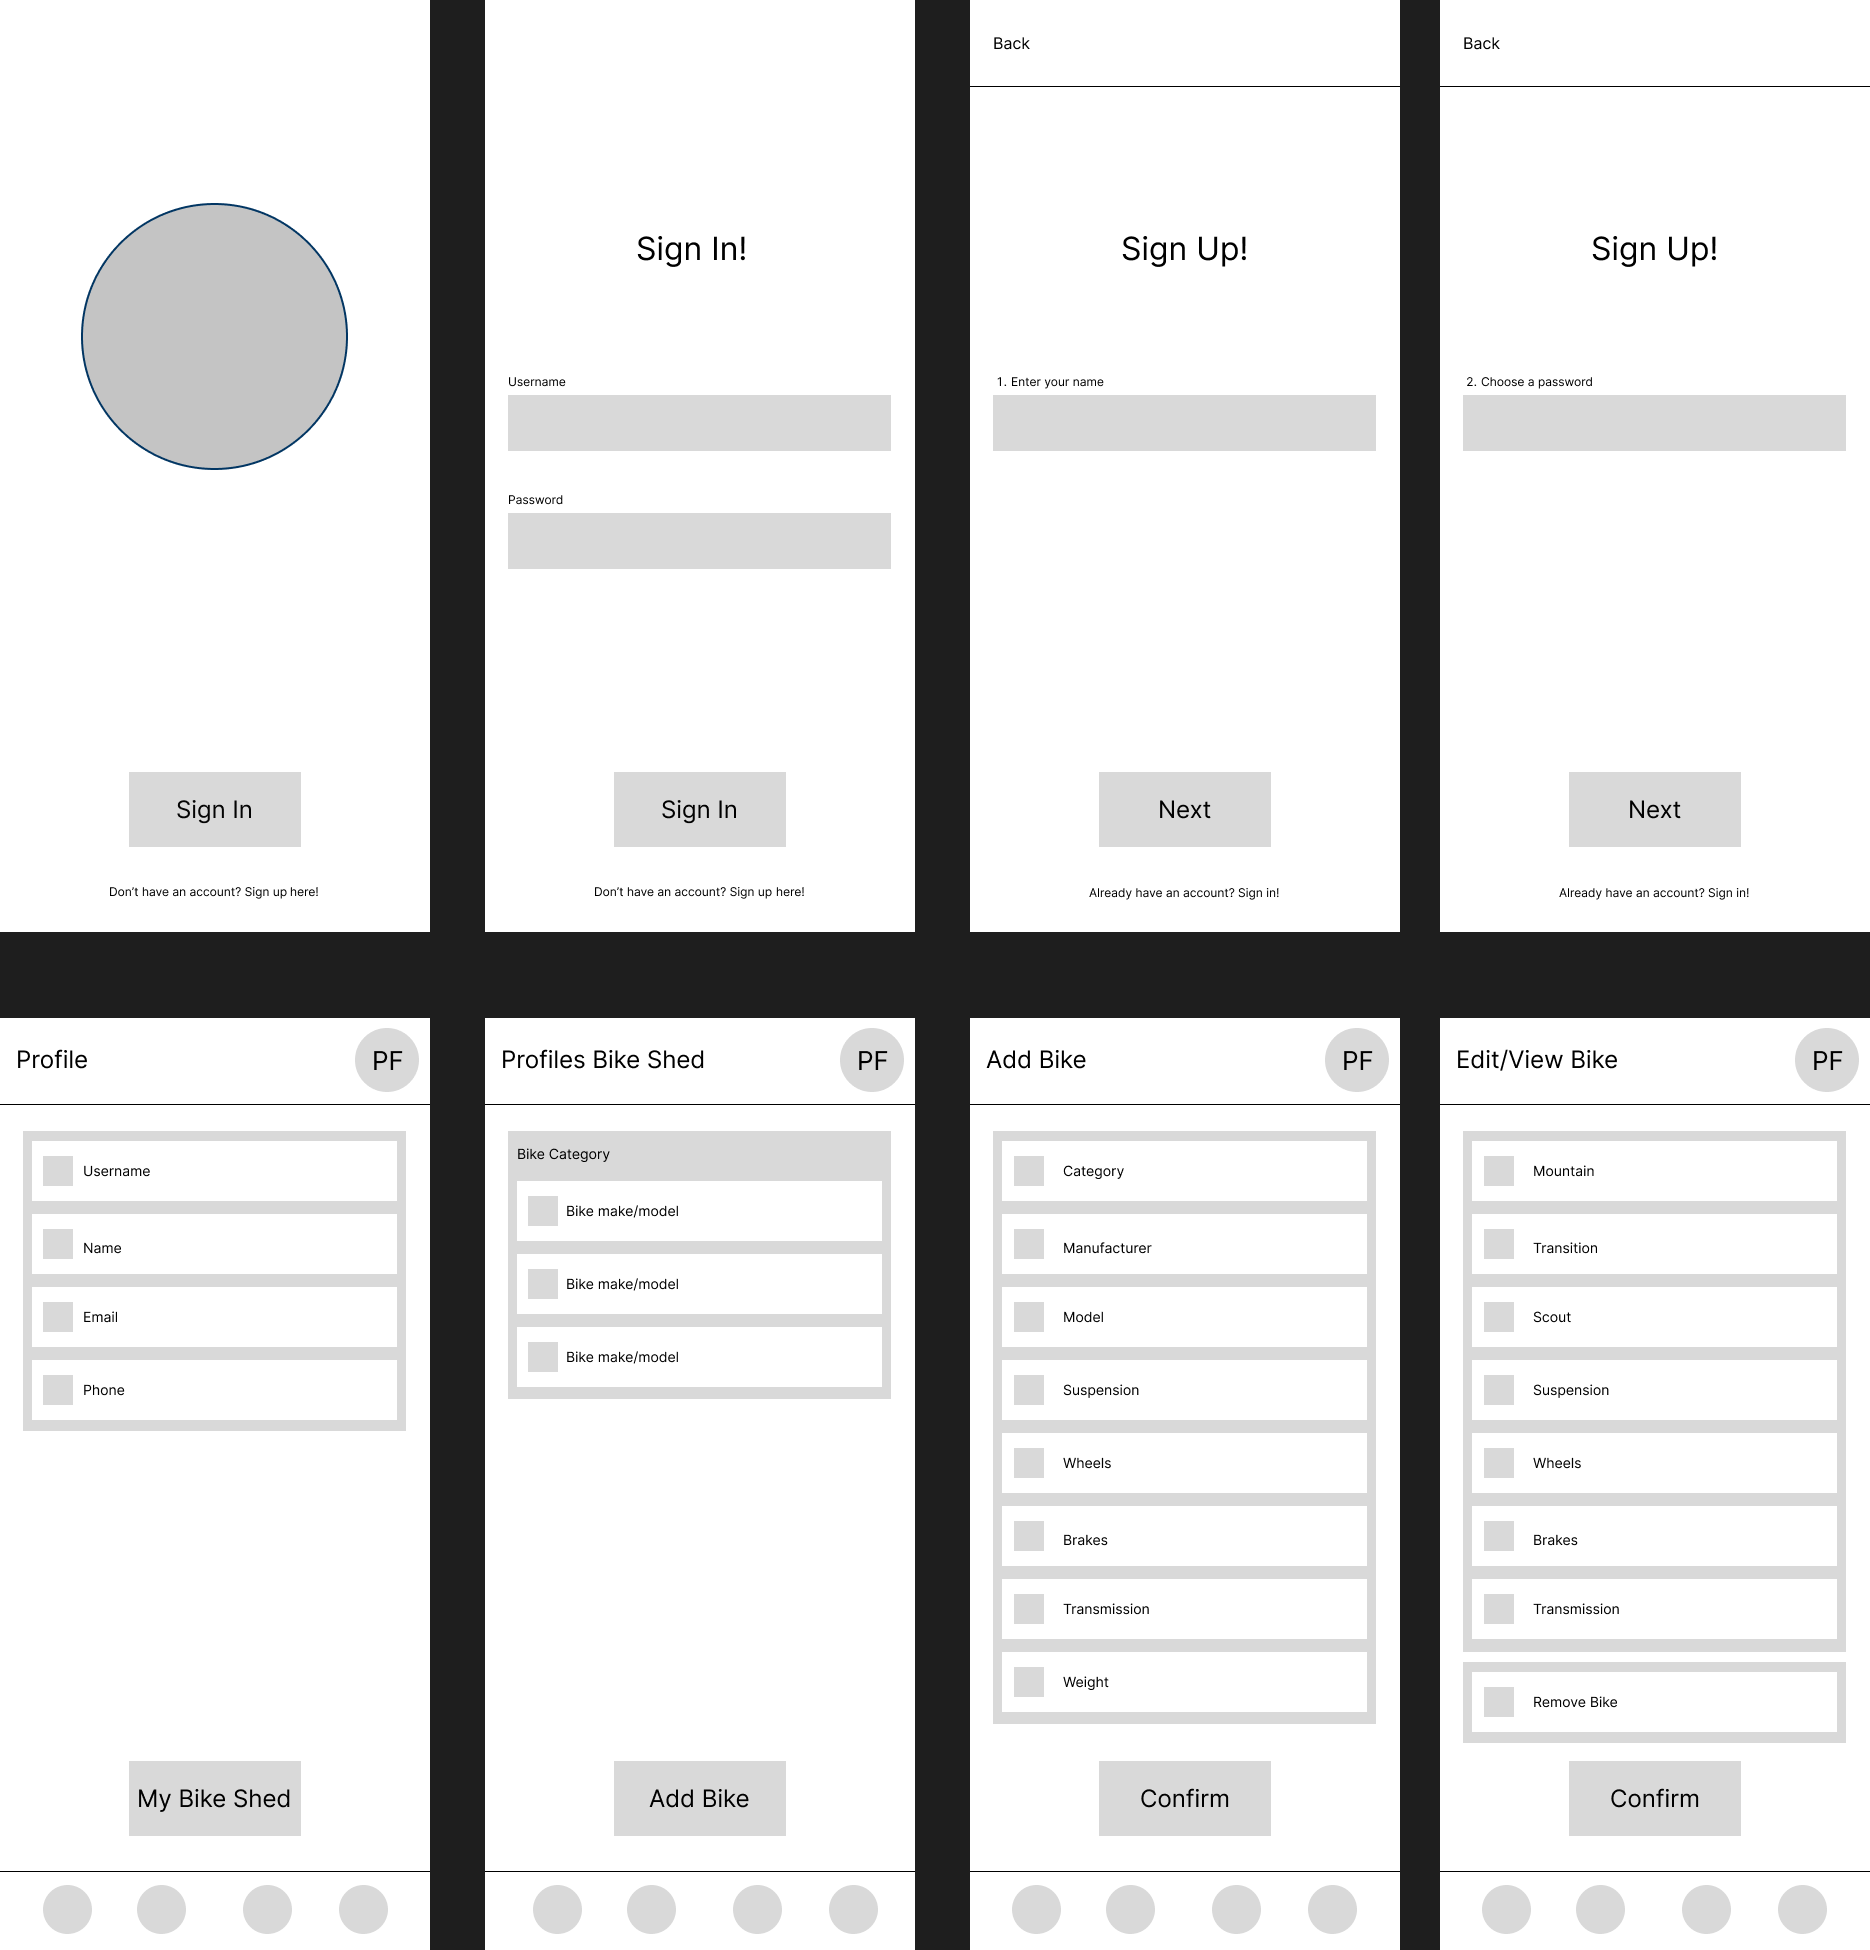 Sign In
Don’t have an account? Sign up here!
Sign In!
Username
Password
Sign In
Don’t have an account? Sign up here!
Back
Sign Up!
1. Enter your name
Next
Already have an account? Sign in!
Back
Sign Up!
2. Choose a password
Next
Already have an account? Sign in!
Profile
PF
Username
Name
Email
Phone
My Bike Shed
Profiles Bike Shed
PF
Bike Category
Bike make/model
Bike make/model
Bike make/model
Add Bike
Add Bike
PF
Category
Manufacturer
Model
Suspension
Wheels
Brakes
Transmission
Weight
Confirm
Edit/View Bike
PF
Mountain
Transition
Scout
Suspension
Wheels
Brakes
Transmission
Remove Bike
Confirm